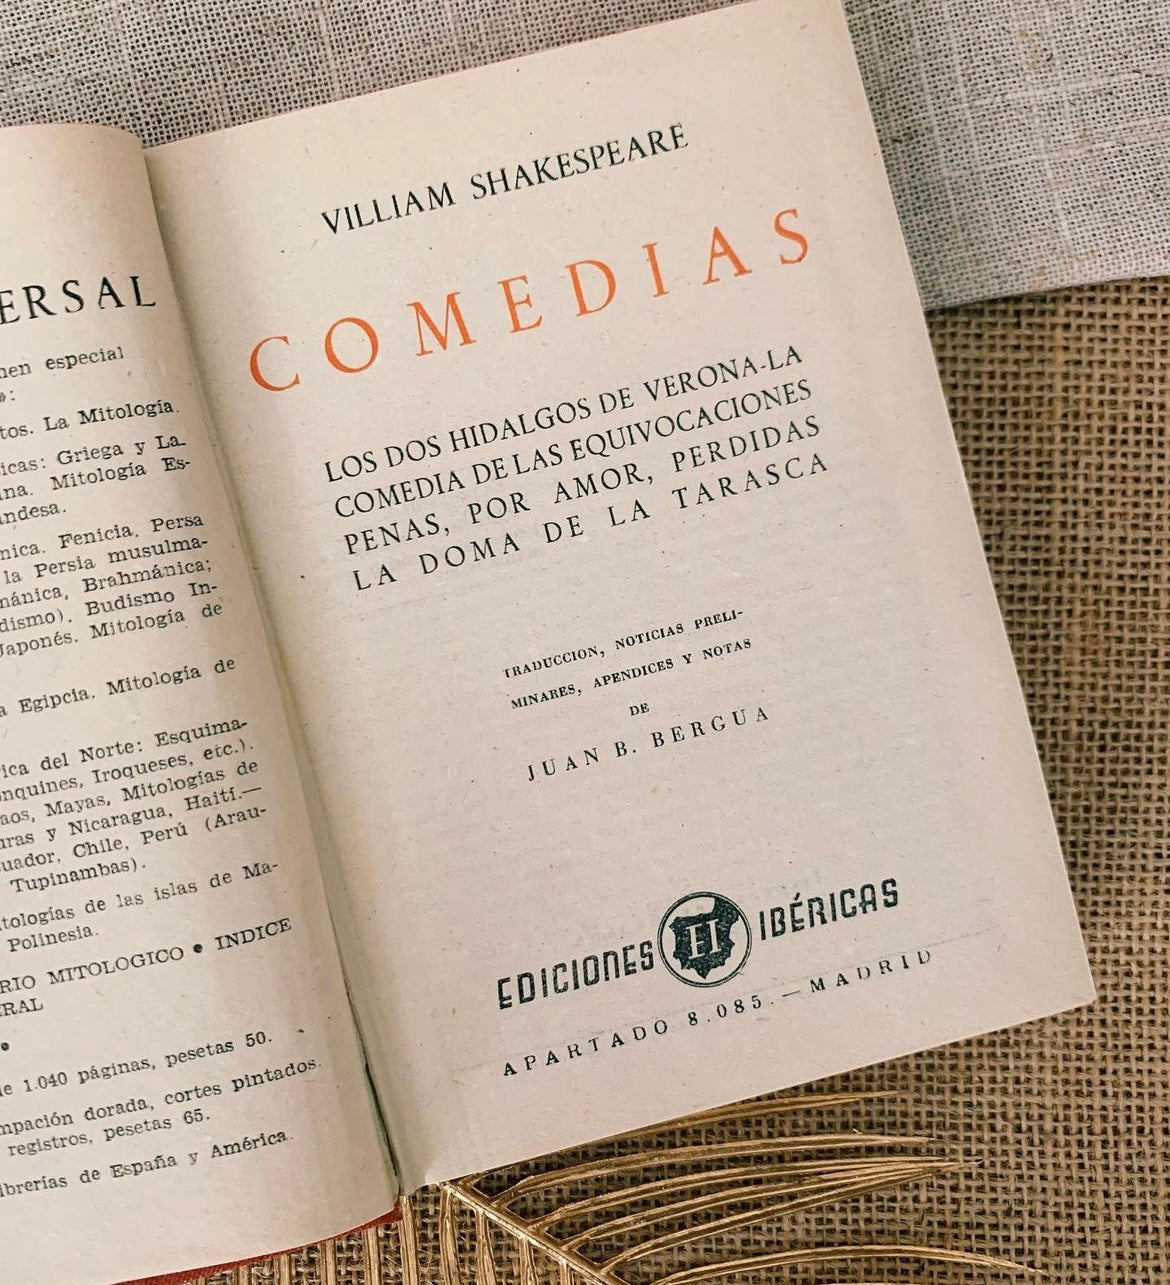 ERSAL
en especial
»:
tos. La Mitología.
icas: Griega y La-
na. Mitología Es-
andesa.
nica. Fenicia. Persa
la Persia musulma-
nánica, Brahmánica;
dismo). Budismo In-
Japonés. Mitología de
a Egipcia. Mitología de
ica del Norte: Esquima-
onquines, Iroqueses, etc.).
aos, Mayas, Mitologías de
uras y Nicaragua, Haití.—
uador, Chile, Perú (Arau-
Tupinambas).
tologías de las islas de Ma-
Polinesia.
RIO MITOLOGICO • INDICE
ERAL
•
de 1.040 páginas, pesetas 50.
mpación dorada, cortes pintados.
registros, pesetas 65.
ibrerías de España y América.
VILLIAM SHAKESPEARE
COMEDIAS
LOS DOS HIDALGOS DE VERONA-LA
COMEDIA DE LAS EQUIVOCACIONES
PENAS, POR AMOR, PERDIDAS
LA DOMA DE LA TARASCA
TRADUCCION, NOTICIAS PRELI-
MINARES, APENDICES Y NOTAS
DE
JUAN B. BERGUA
EDICIONES EI IBÉRICAS
APARTADO 8.085.—MADRID